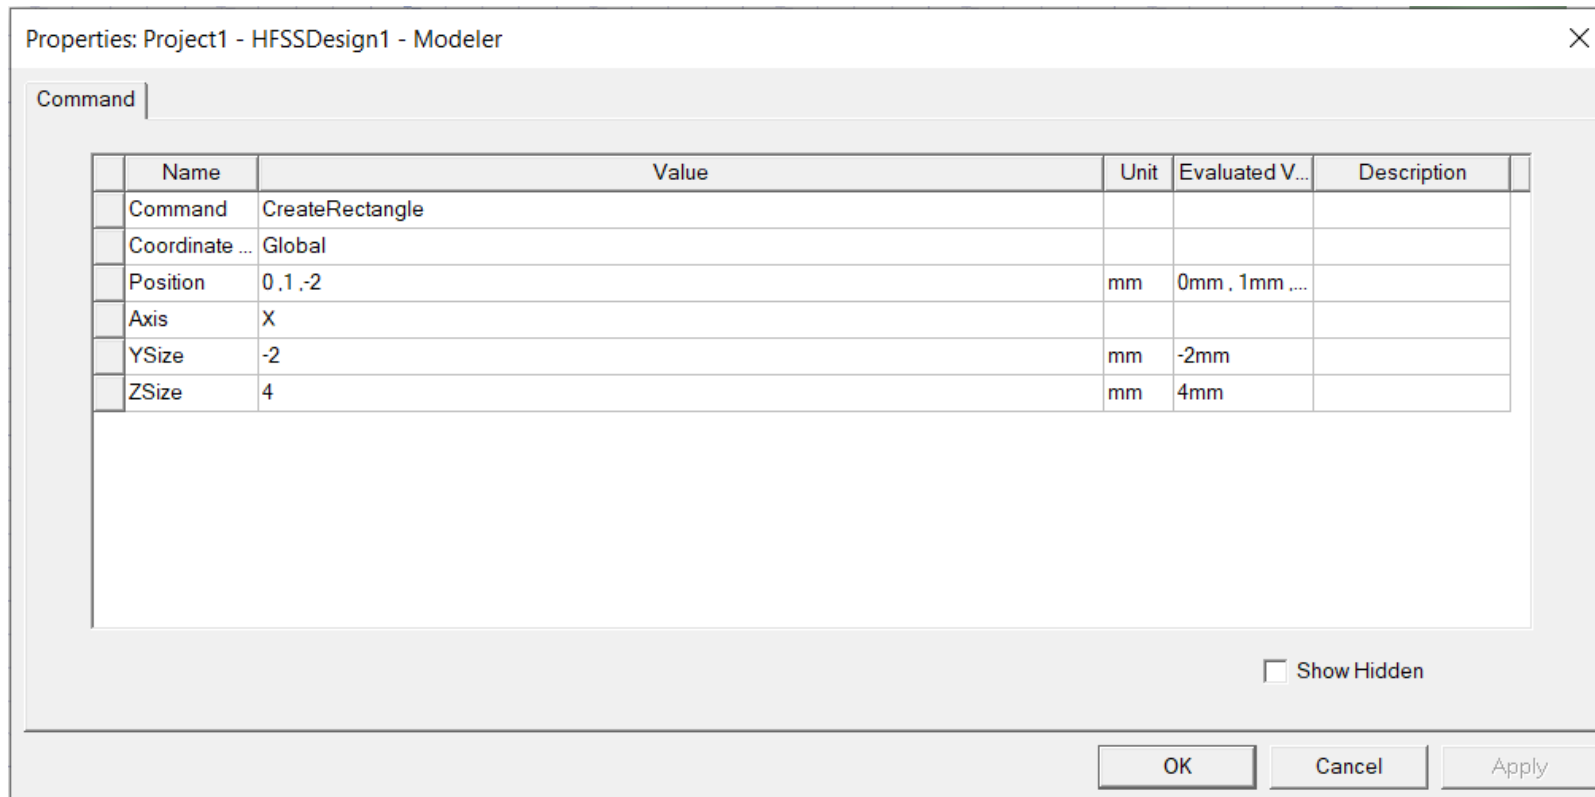 Properties: Project1 - HFSSDesign1 - Modeler
Command
Name Value Unit Evaluated V... Description
Command CreateRectangle
Coordinate ... Global
Position 0 ,1 ,-2 mm 0mm , 1mm ,...
Axis X
YSize -2 mm -2mm
ZSize 4 mm 4mm
Show Hidden
OK Cancel Apply